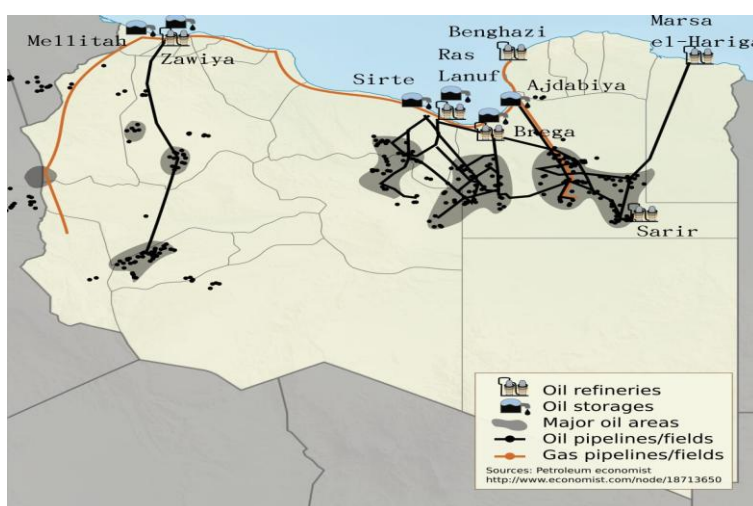 Mellitah
Zawiya
Sirte
Ras
Lanuf
Benghazi
Ajdabiya
Brega
Marsa
el-Hariga
Sarir
Oil refineries
Oil storages
Major oil areas
Oil pipelines/fields
Gas pipelines/fields
Sources: Petroleum economist
http://www.economist.com/node/18713650